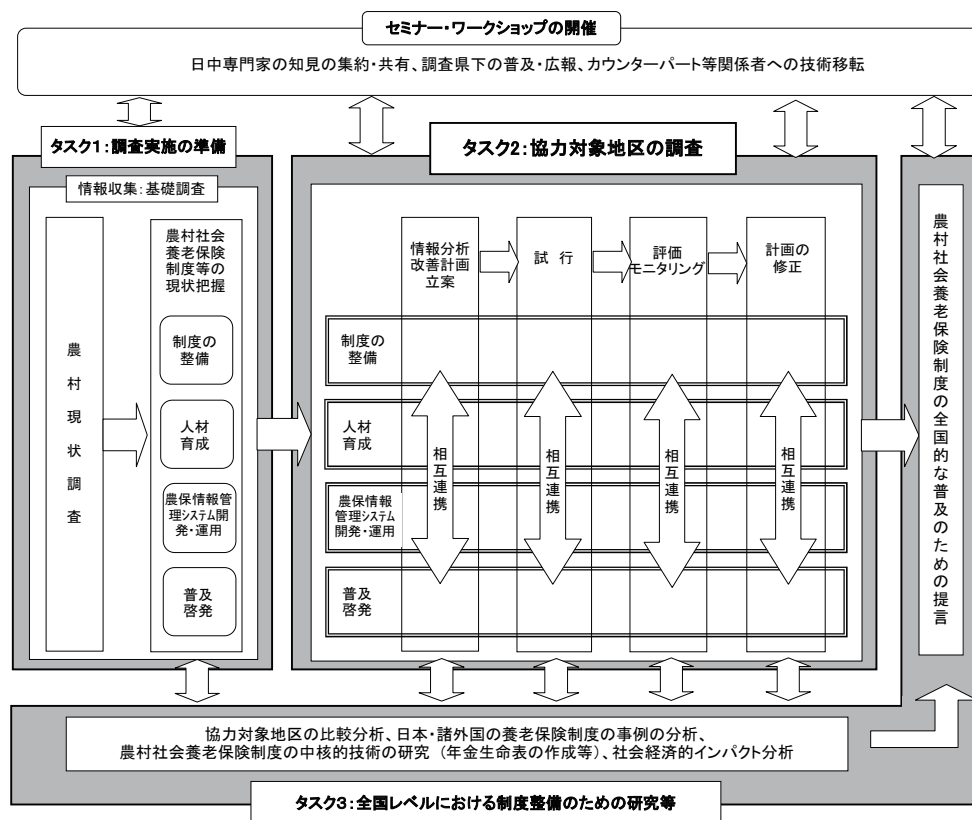 セミナー・ワークショップの開催
日中専門家の知見の集約・共有、調査県下の普及・広報、カウンターパート等関係者への技術移転
タスク1：調査実施の準備
情報収集：基礎調査
農村現状調査
農村社会
養老保険
制度等の
現状把握
制度の
整備
人材
育成
農保情報管
理システム開
発・運用
普及
啓発
タスク2：協力対象地区の調査
情報分析
改善計画
立案
試 行
評価
モニタリング
計画の
修正
制度の
整備
人材
育成
農保情報
管理システム
開発・運用
普及
啓発
相互連携
相互連携
相互連携
相互連携
農村社会養老保険制度の全国的な普及のための提言
協力対象地区の比較分析、日本・諸外国の養老保険制度の事例の分析、
農村社会養老保険制度の中核的技術の研究（年金生命表の作成等）、社会経済的インパクト分析
タスク３：全国レベルにおける制度整備のための研究等